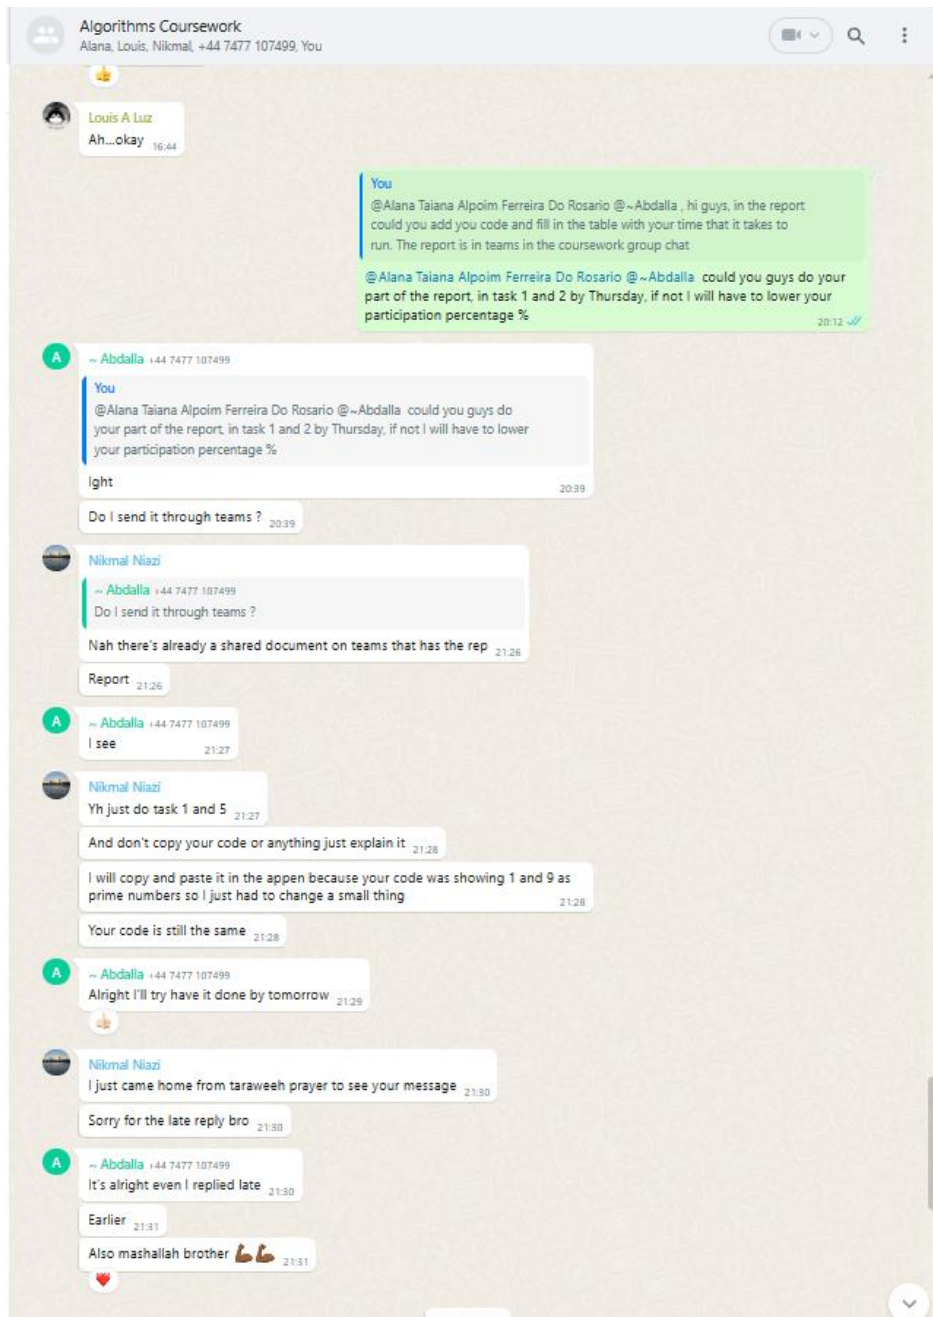 Algorithms Coursework
Alana, Louis, Nikmal, +44 7477 107499, You
Louis A Luz
Ah...okay 16:44
You
@Alana Taiana Alpoim Ferreira Do Rosario @~Abdalla , hi guys, in the report
could you add you code and fill in the table with your time that it takes to
run. The report is in teams in the coursework group chat
@Alana Taiana Alpoim Ferreira Do Rosario @~Abdalla could you guys do your
part of the report, in task 1 and 2 by Thursday, if not I will have to lower your
participation percentage %
20:12
A
~ Abdalla +44 7477 107499
You
@Alana Taiana Alpoim Ferreira Do Rosario @~Abdalla could you guys do
your part of the report, in task 1 and 2 by Thursday, if not I will have to lower
your participation percentage %
Ight
20:39
Do I send it through teams ? 20:39
Nikmal Niazi
~ Abdalla +44 7477 107499
Do I send it through teams ?
Nah there's already a shared document on teams that has the rep 21:26
Report 21:26
A
~ Abdalla +44 7477 107499
I see 21:27
Nikmal Niazi
Yh just do task 1 and 5 21:27
And don't copy your code or anything just explain it 21:28
I will copy and paste it in the appen because your code was showing 1 and 9 as
prime numbers so I just had to change a small thing 21:28
Your code is still the same 21:28
A
~ Abdalla +44 7477 107499
Alright I'll try have it done by tomorrow 21:29
Nikmal Niazi
I just came home from taraweeh prayer to see your message 21:30
Sorry for the late reply bro 21:30
A
~ Abdalla +44 7477 107499
It's alright even I replied late 21:30
Earlier 21:31
Also mashallah brother 💪🏾💪🏾 21:31